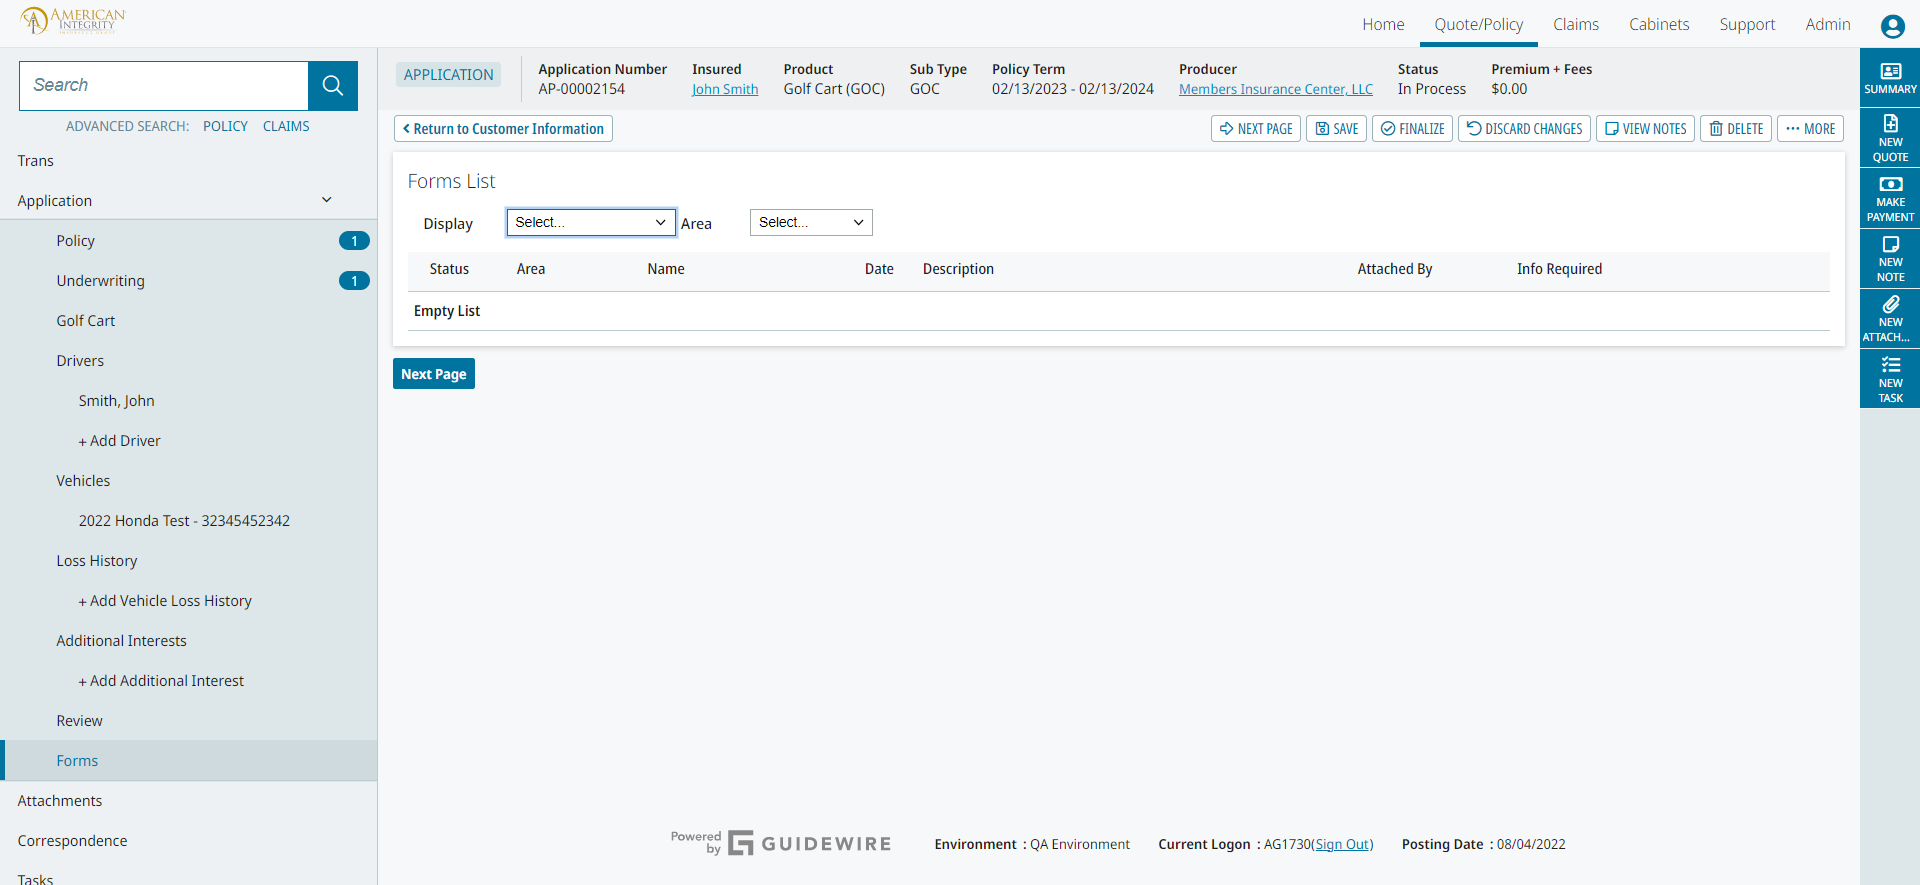 AMERICAN
INTEGRITY
INSURANCE GROUP
Home
Quote/Policy
Claims
Cabinets
Support
Admin
Search
ADVANCED SEARCH: POLICY CLAIMS
Trans
Application
Policy 1
Underwriting 1
Golf Cart
Drivers
Smith, John
+ Add Driver
Vehicles
2022 Honda Test - 32345452342
Loss History
+ Add Vehicle Loss History
Additional Interests
+ Add Additional Interest
Review
Forms
Attachments
Correspondence
Tasks
APPLICATION
Application Number
AP-00002154
Insured
John Smith
Product
Golf Cart (GOC)
Sub Type
GOC
Policy Term
02/13/2023 - 02/13/2024
Producer
Members Insurance Center, LLC
Status
In Process
Premium + Fees
$0.00
Return to Customer Information
NEXT PAGE
SAVE
FINALIZE
DISCARD CHANGES
VIEW NOTES
DELETE
MORE
Forms List
Display Select... Area Select...
Status Area Name Date Description Attached By Info Required
Empty List
Next Page
SUMMARY
NEW
QUOTE
MAKE
PAYMENT
NEW
NOTE
NEW
ATTACH...
NEW
TASK
Powered
by
GUIDEWIRE
Environment : QA Environment
Current Logon : AG1730(Sign Out)
Posting Date : 08/04/2022